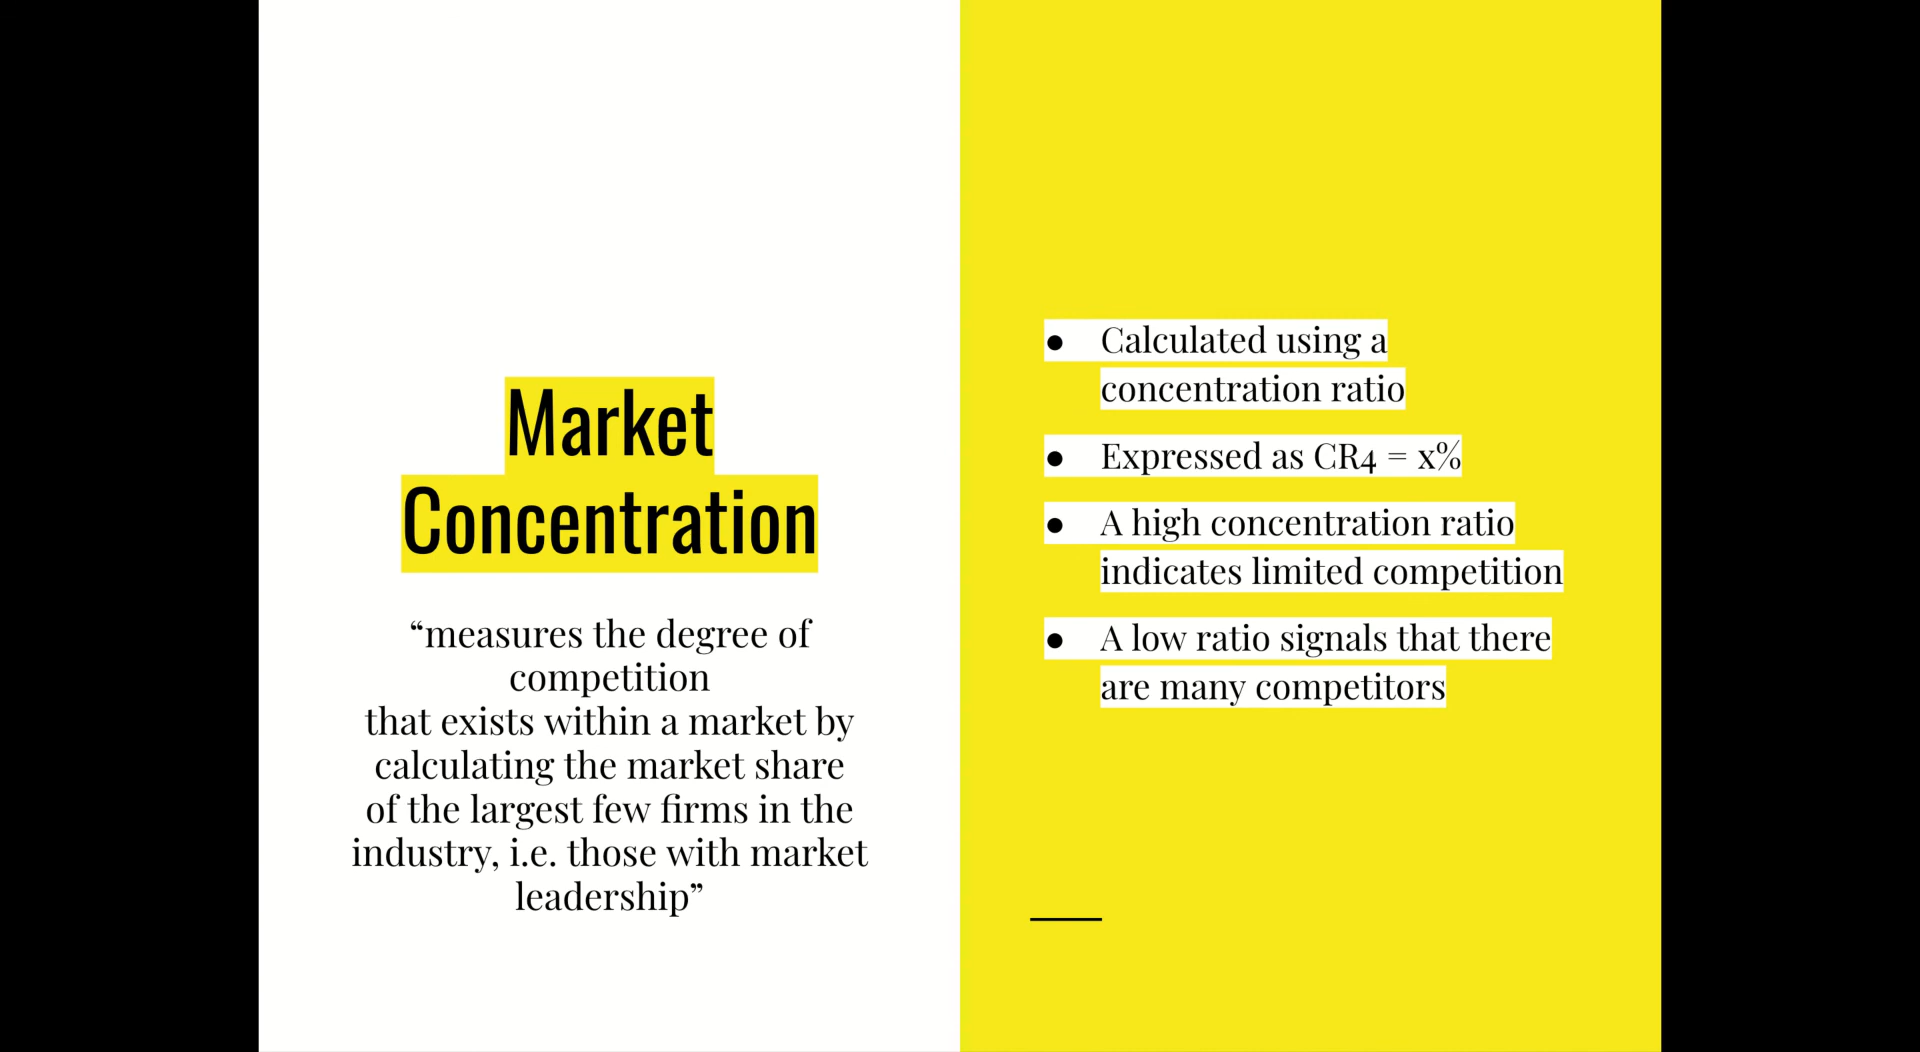 Market
Concentration
“measures the degree of
competition
that exists within a market by
calculating the market share
of the largest few firms in the
industry, i.e. those with market
leadership”
● Calculated using a
concentration ratio
● Expressed as CR4 = x%
● A high concentration ratio
indicates limited competition
● A low ratio signals that there
are many competitors